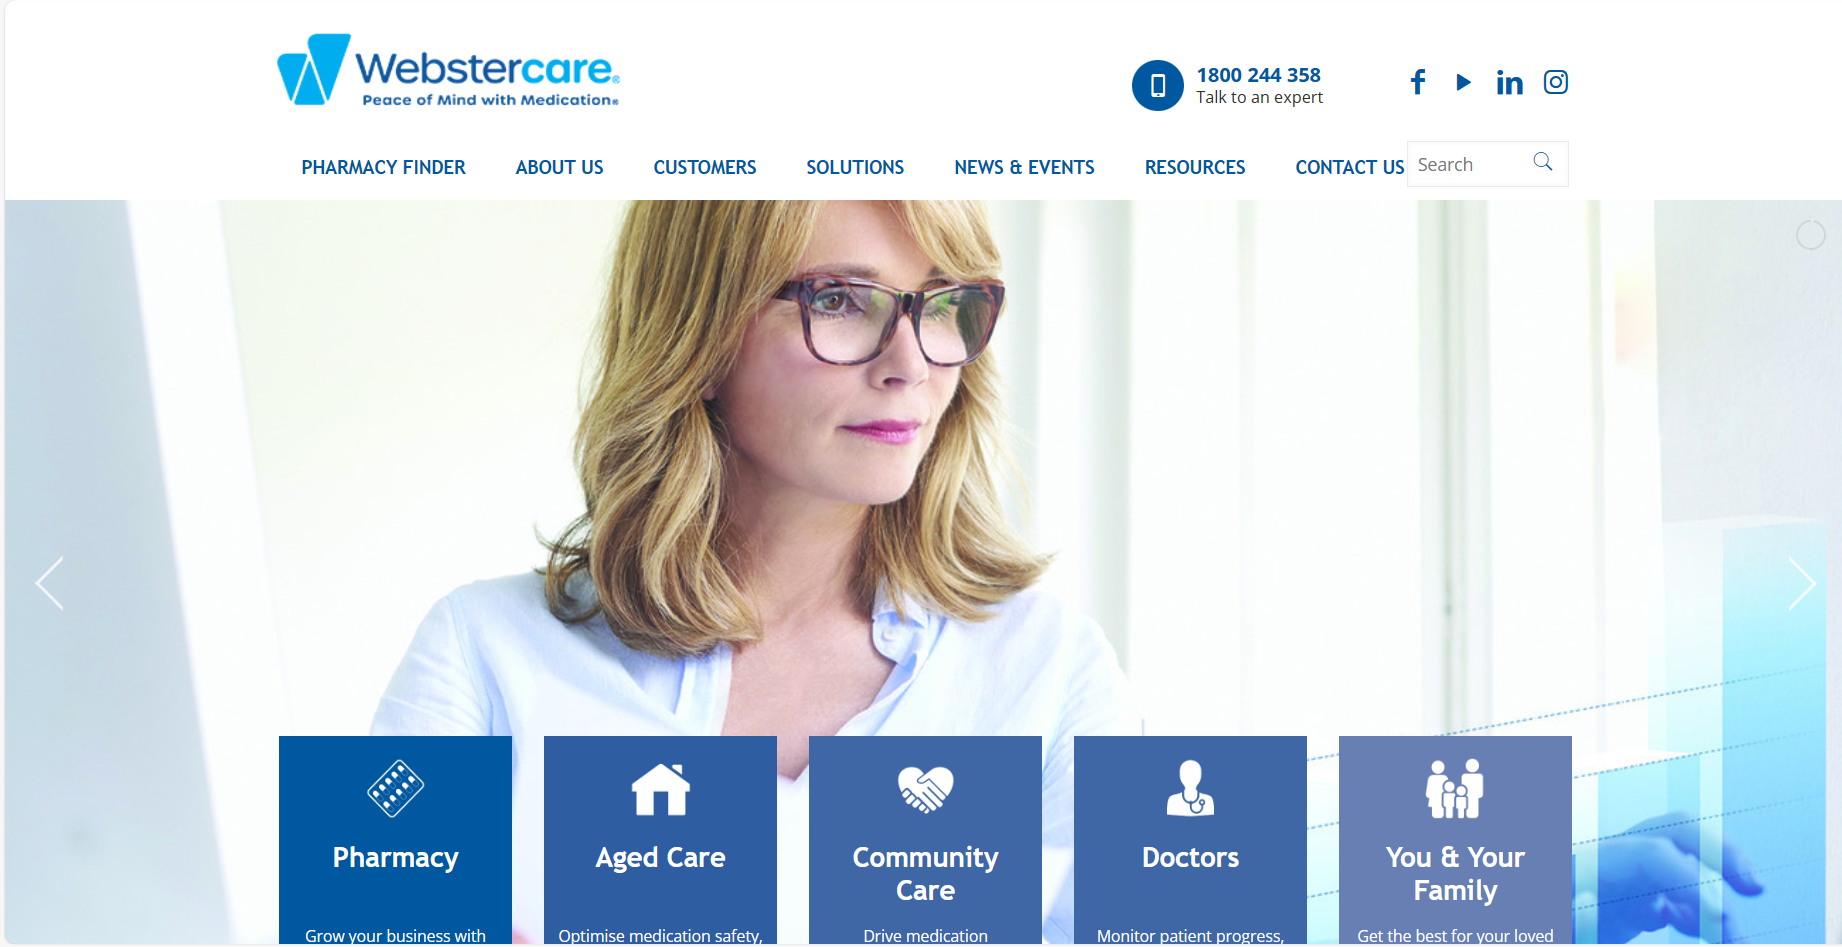 Webstercare®
Peace of Mind with Medication®
1800 244 358
Talk to an expert
PHARMACY FINDER
ABOUT US
CUSTOMERS
SOLUTIONS
NEWS & EVENTS
RESOURCES
CONTACT US
Search
Pharmacy
Grow your business with
Aged Care
Optimise medication safety,
Community
Care
Drive medication
Doctors
Monitor patient progress,
You & Your
Family
Get the best for your loved